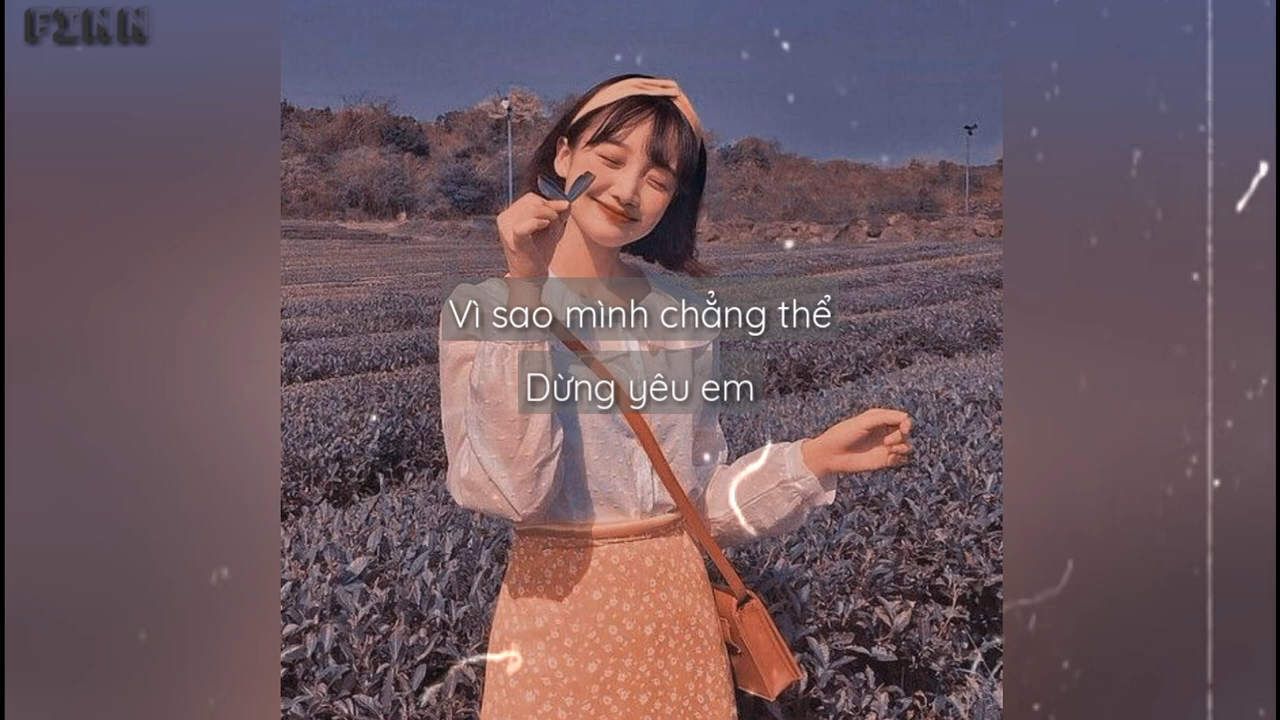 FINN
Vì sao mình chẳng thể
Dừng yêu em